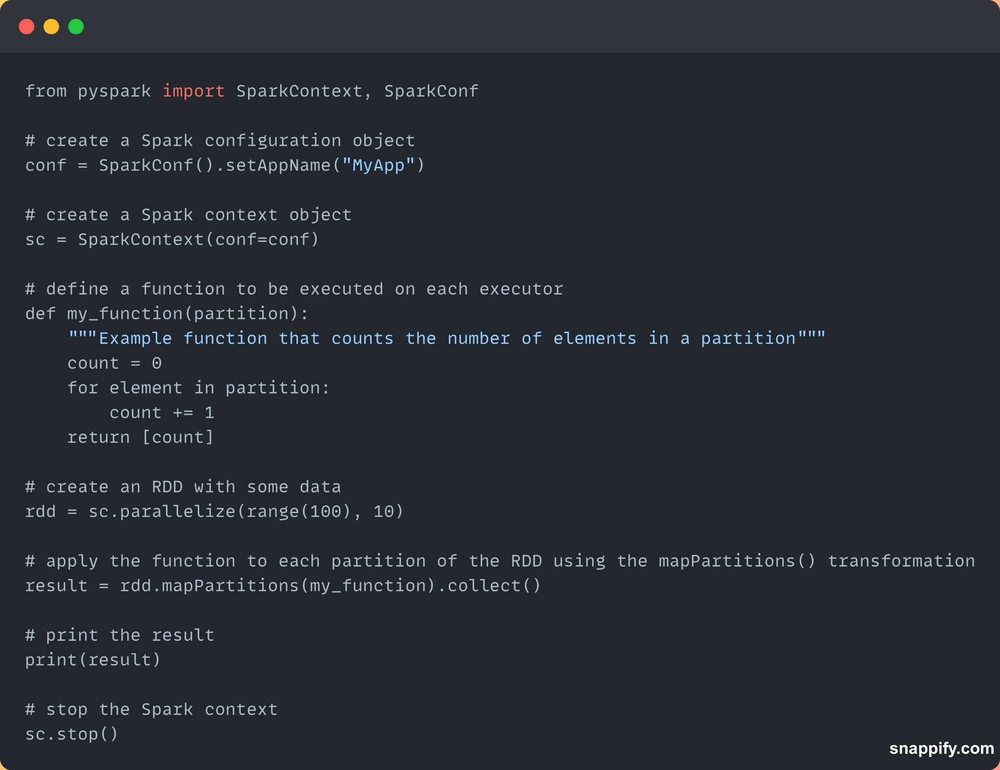 from pyspark import SparkContext, SparkConf
# create a Spark configuration object
conf = SparkConf().setAppName("MyApp")
# create a Spark context object
sc = SparkContext(conf=conf)
# define a function to be executed on each executor
def my_function(partition):
    """Example function that counts the number of elements in a partition"""
    count = 0
    for element in partition:
        count += 1
    return [count]
# create an RDD with some data
rdd = sc.parallelize(range(100), 10)
# apply the function to each partition of the RDD using the mapPartitions() transformation
result = rdd.mapPartitions(my_function).collect()
# print the result
print(result)
# stop the Spark context
sc.stop()
snappify.com